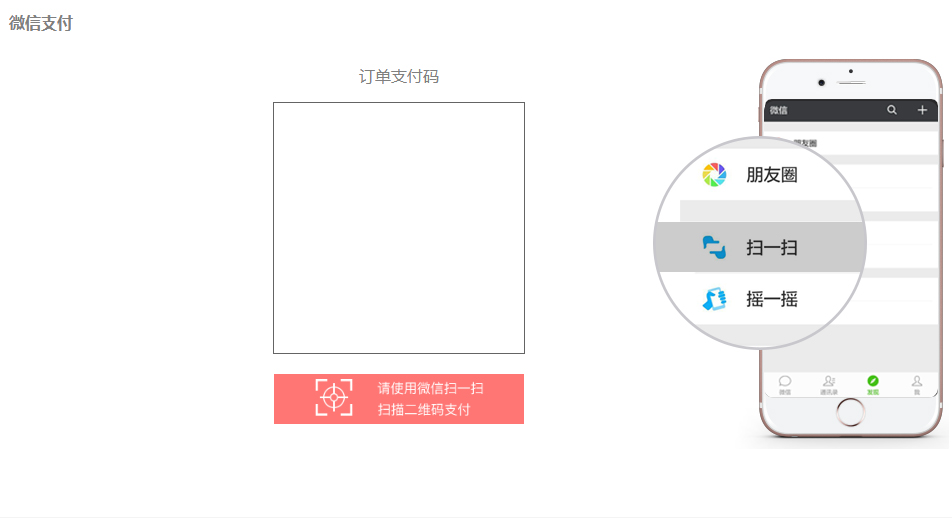 微信支付
订单支付码
请使用微信扫一扫
扫描二维码支付
微信
朋友圈
朋友圈
扫一扫
摇一摇
微信
通讯录
发现
我